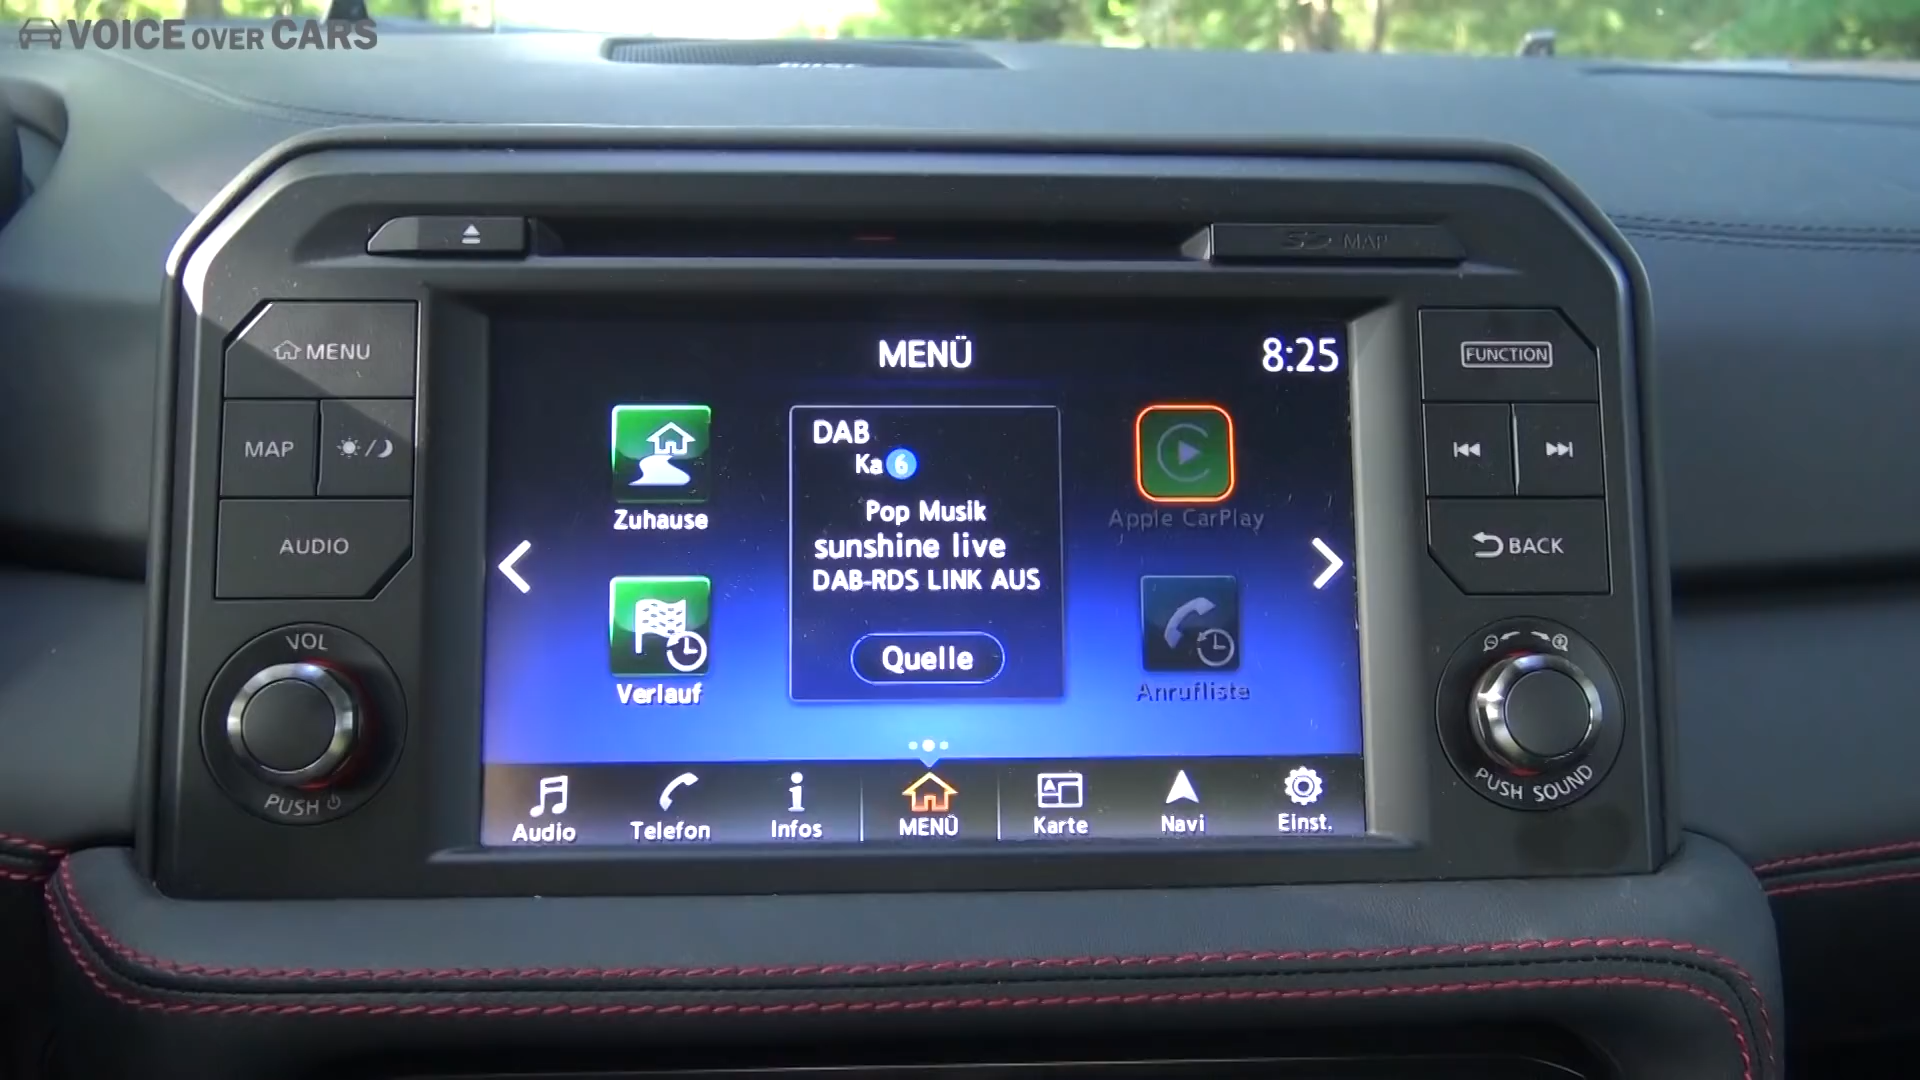 VOICE OVER CARS
SD MAP
MENU
MAP
AUDIO
VOL
PUSH
MENÜ
8:25
Zuhause
Verlauf
DAB
Ka 6
Pop Musik
sunshine live
DAB-RDS LINK AUS
Quelle
Apple CarPlay
Anrufliste
Audio
Telefon
Infos
MENÜ
Karte
Navi
Einst.
FUNCTION
BACK
PUSH SOUND